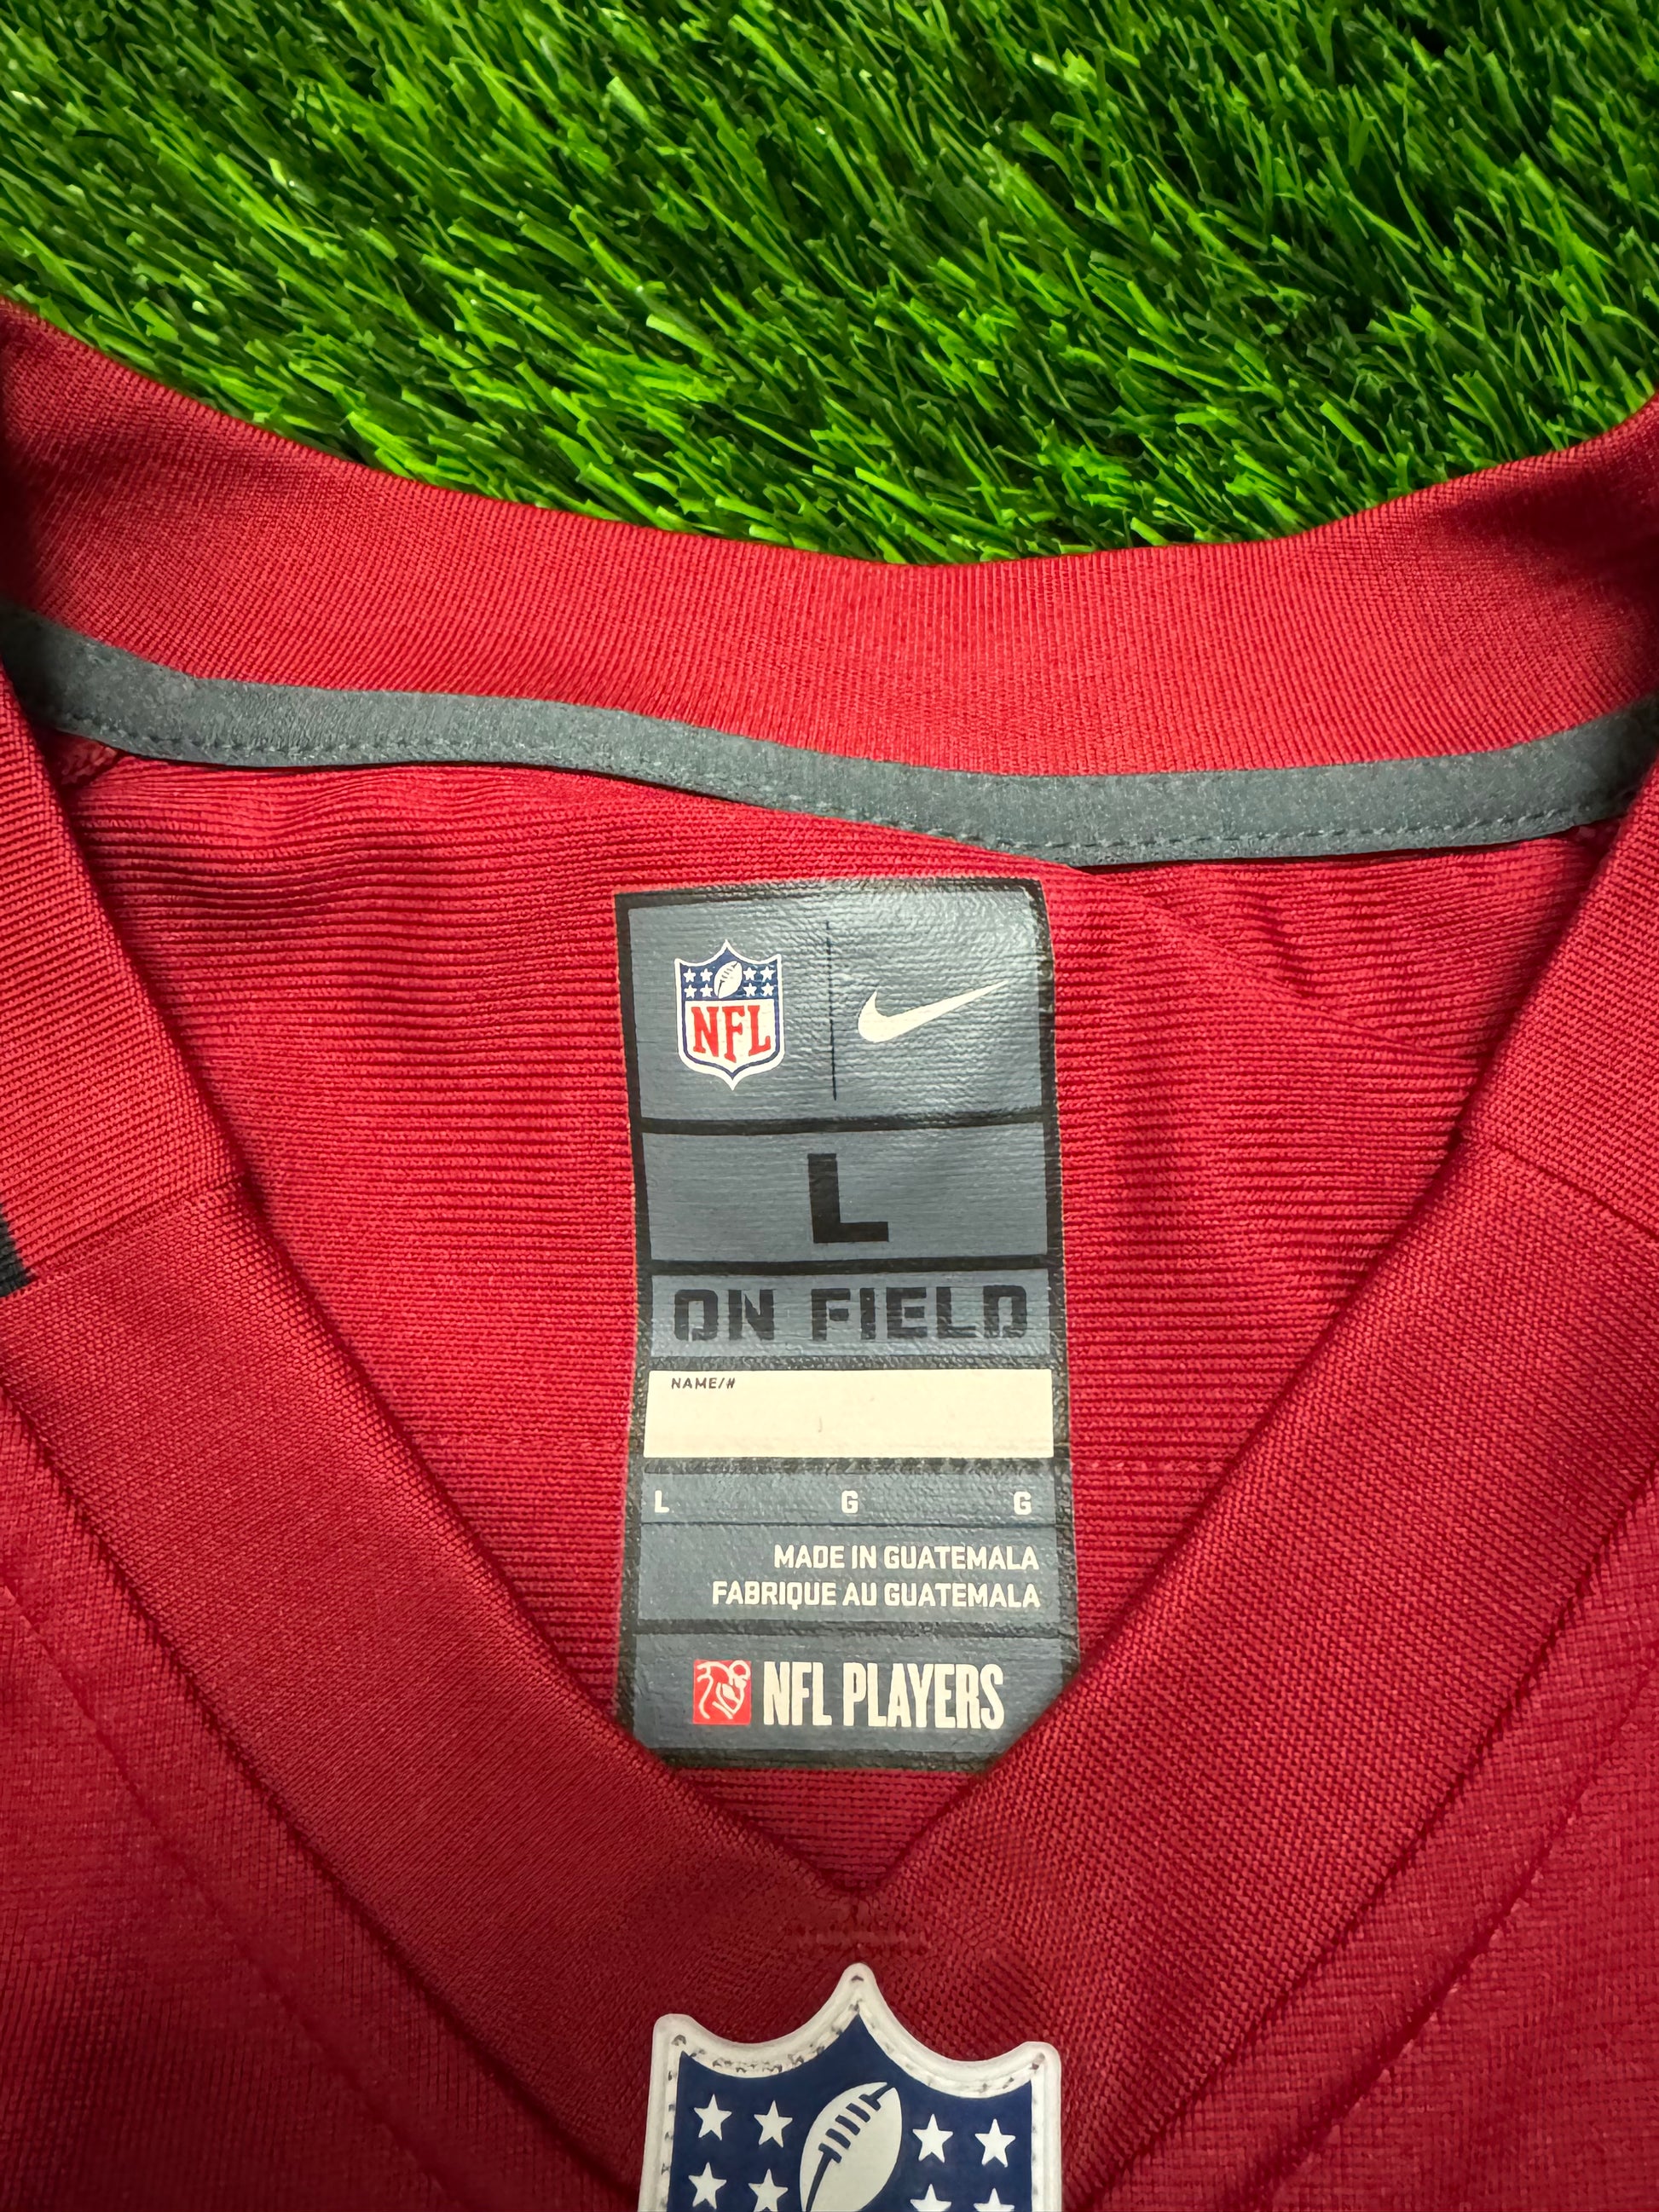 NFL
L
ON FIELD
NAME/#
L G G
MADE IN GUATEMALA
FABRIQUE AU GUATEMALA
NFL PLAYERS